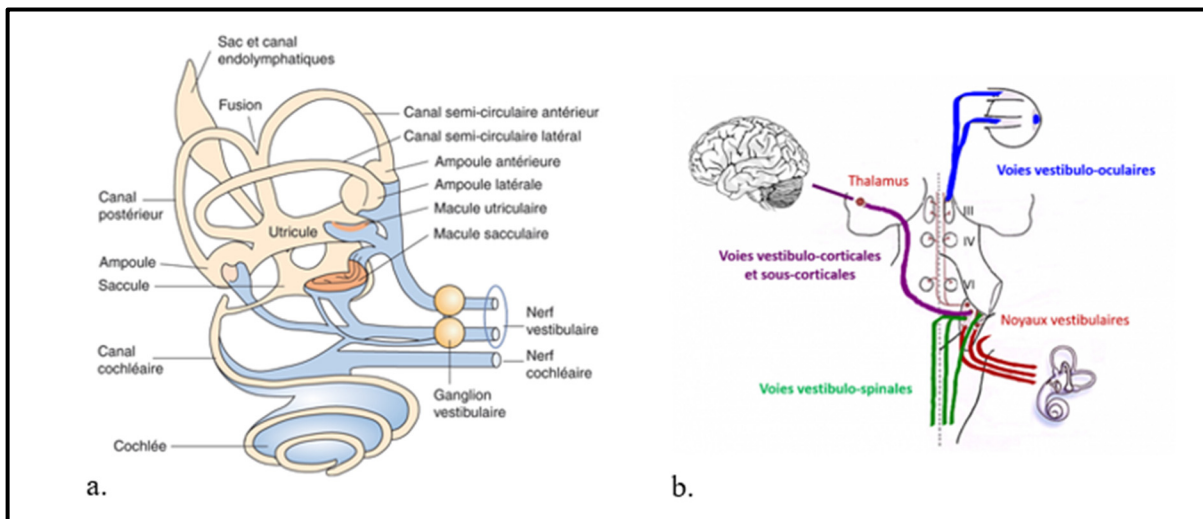 Sac et canal
endolymphatiques
Fusion
Canal semi-circulaire antérieur
Canal semi-circulaire latéral
Ampoule antérieure
Ampoule latérale
Macule utriculaire
Macule sacculaire
Canal
postérieur
Utricule
Ampoule
Saccule
Nerf
vestibulaire
Canal
cochléaire
Nerf
cochléaire
Ganglion
vestibulaire
Cochlée
a.
Voies vestibulo-oculaires
Thalamus
III
IV
VI
Voies vestibulo-corticales
et sous-corticales
Noyaux vestibulaires
Voies vestibulo-spinales
b.